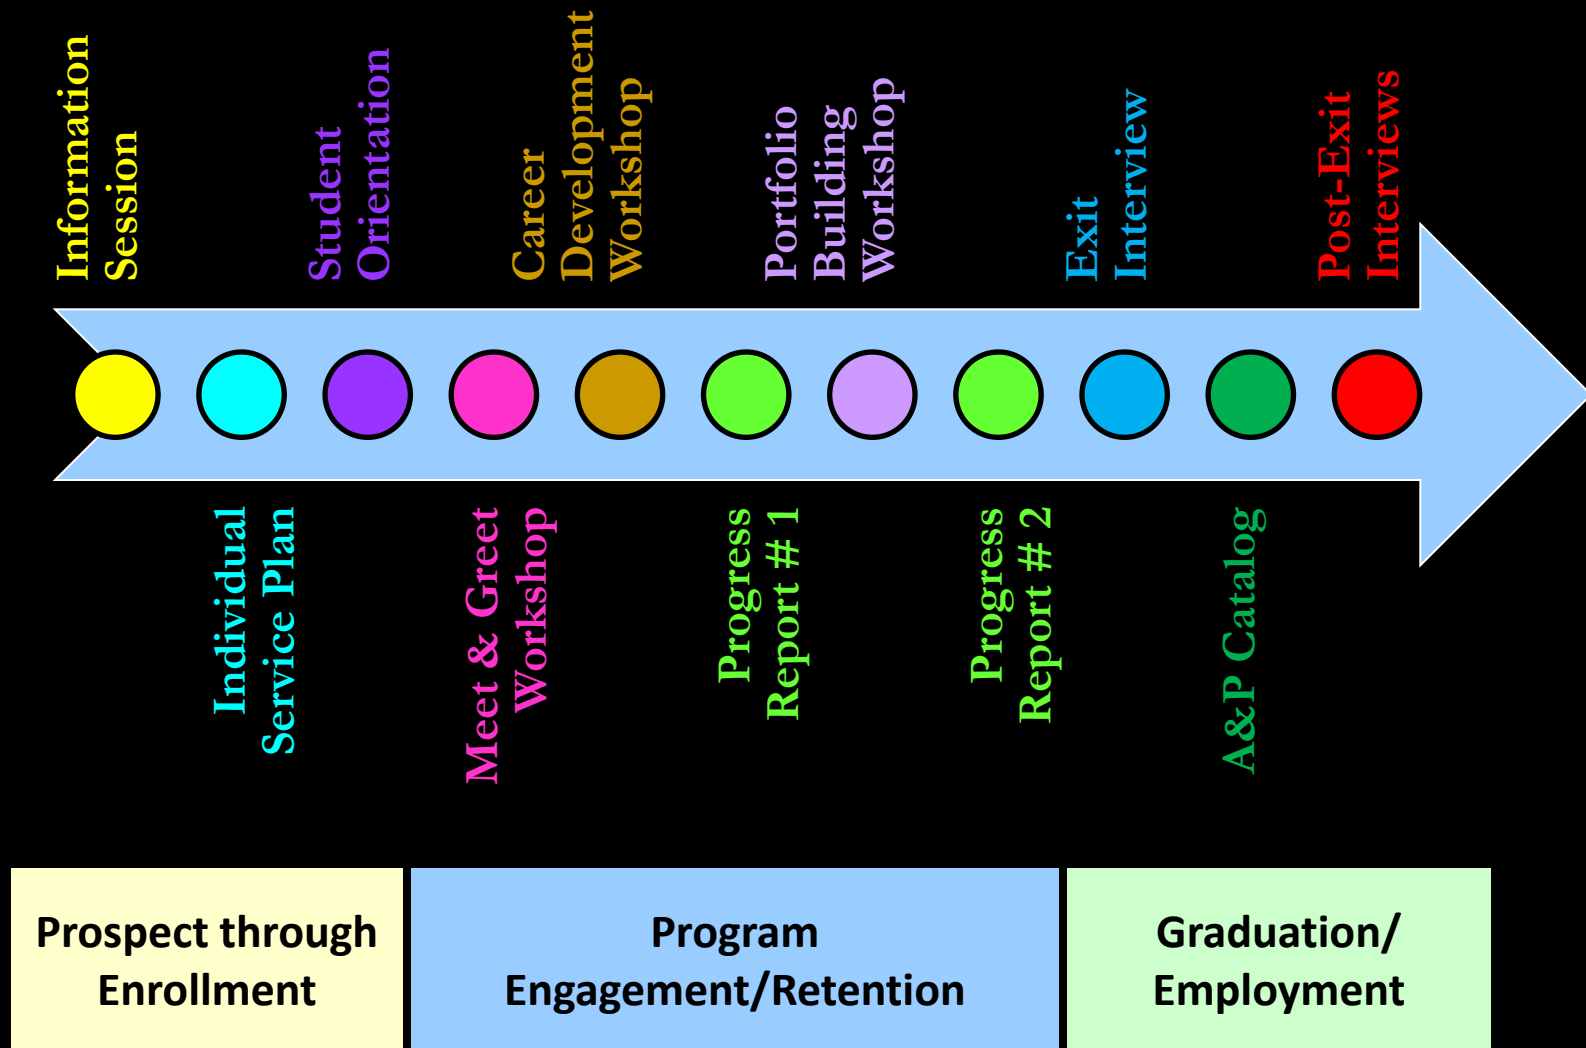 Information
Session
Student
Orientation
Career
Development
Workshop
Portfolio
Building
Workshop
Exit
Interview
Post-Exit
Interviews
Individual
Service Plan
Meet & Greet
Workshop
Progress
Report # 1
Progress
Report # 2
A&P Catalog
Prospect through
Enrollment
Program
Engagement/Retention
Graduation/
Employment